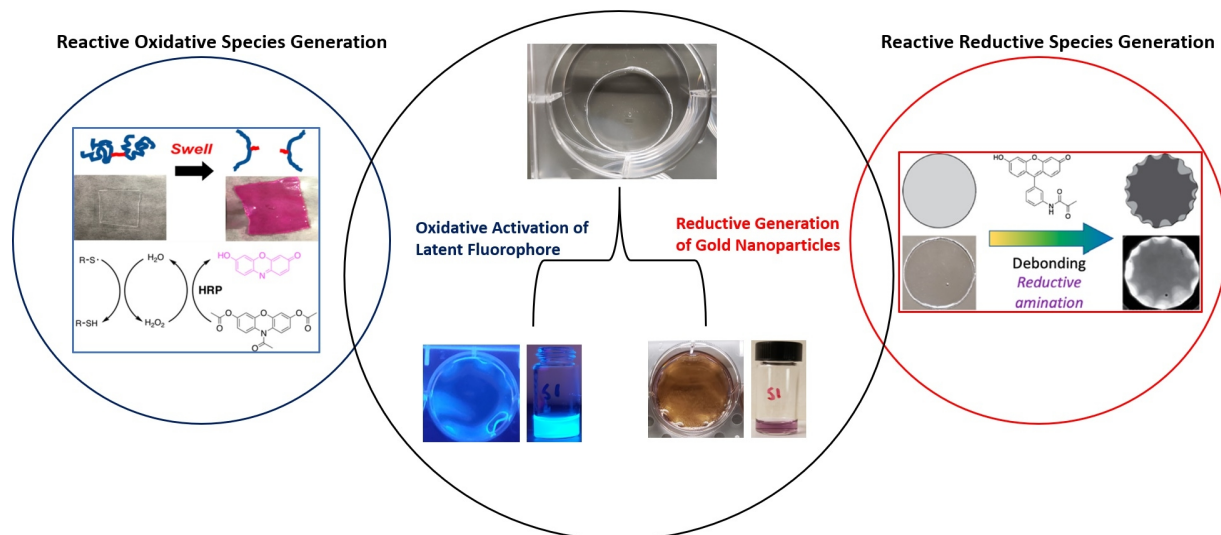 Reactive Oxidative Species Generation
Swell
R-S·
H₂O
HO
O
O
N
HRP
R-SH
H₂O₂
O
O
O
O
N
O
O
Oxidative Activation of
Latent Fluorophore
Reductive Generation
of Gold Nanoparticles
S1
S1
Reactive Reductive Species Generation
HO
O
O
N
H
O
O
Debonding
Reductive
amination